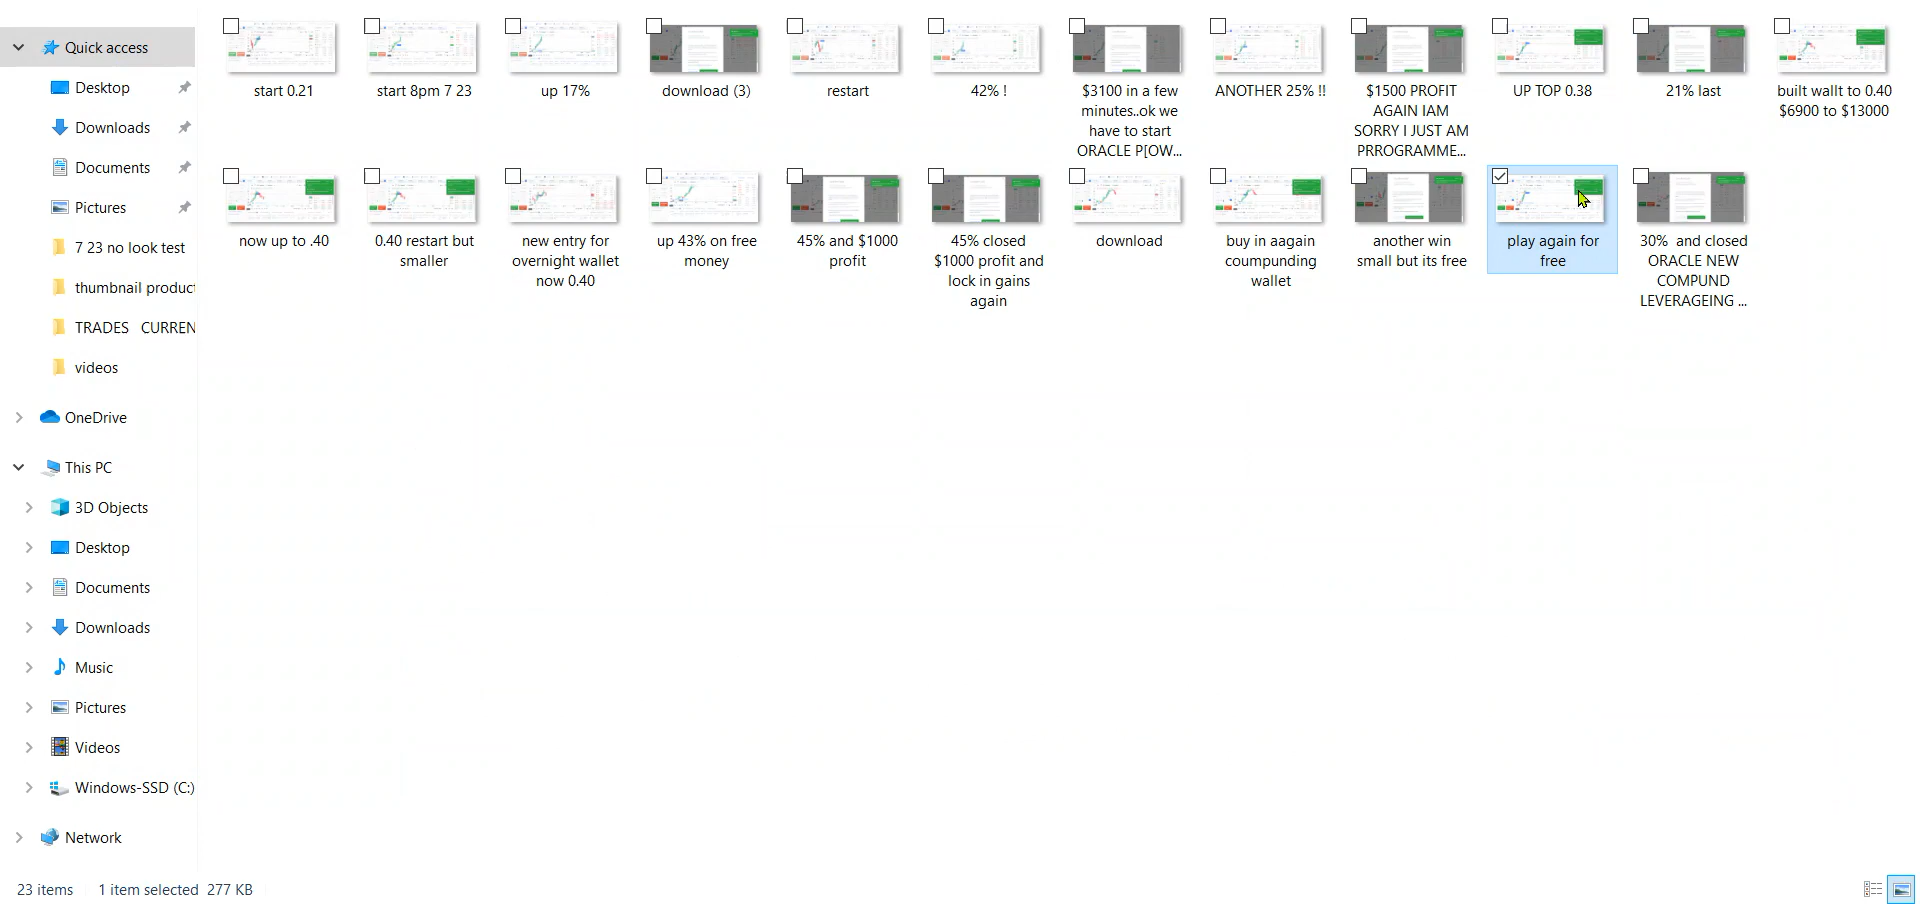 Quick access
Desktop
Downloads
Documents
Pictures
7 23 no look test
thumbnail product
TRADES CURREN
videos
OneDrive
This PC
3D Objects
Desktop
Documents
Downloads
Music
Pictures
Videos
Windows-SSD (C:)
Network
start 0.21
start 8pm 7 23
up 17%
download (3)
restart
42% !
$3100 in a few
minutes..ok we
have to start
ORACLE P[OW...
ANOTHER 25% !!
$1500 PROFIT
AGAIN IAM
SORRY I JUST AM
PRROGRAMME...
UP TOP 0.38
21% last
built wallt to 0.40
$6900 to $13000
now up to .40
0.40 restart but
smaller
new entry for
overnight wallet
now 0.40
up 43% on free
money
45% and $1000
profit
45% closed
$1000 profit and
lock in gains
again
download
buy in aagain
coumpunding
wallet
another win
small but its free
play again for
free
30% and closed
ORACLE NEW
COMPUND
LEVERAGEING ...
23 items 1 item selected 277 KB